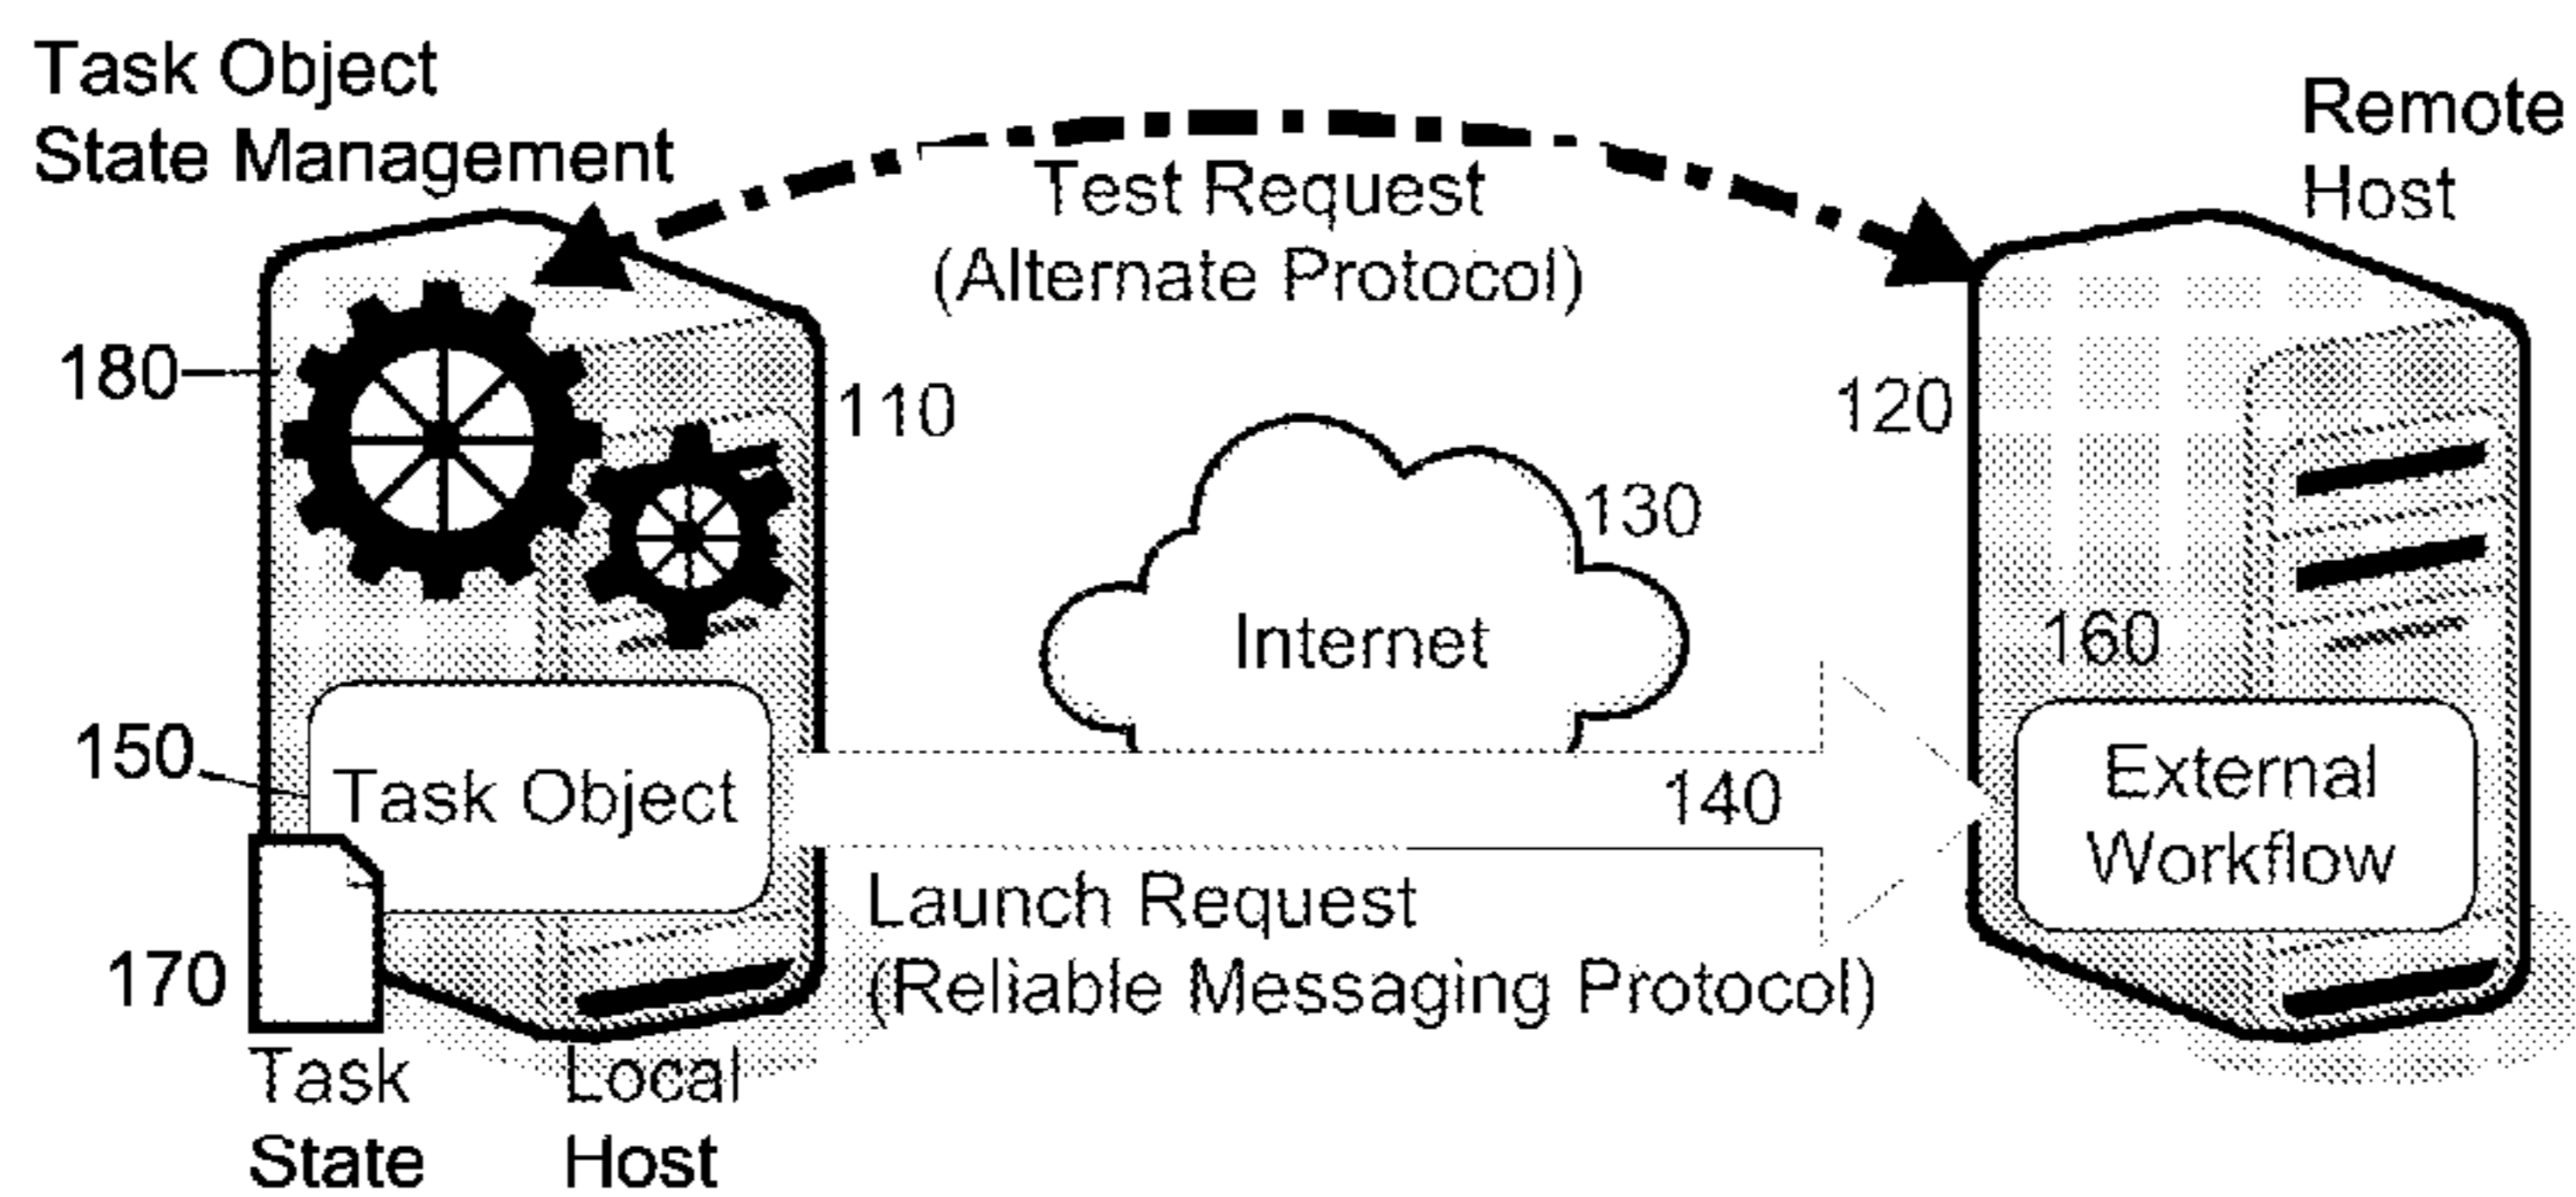 Task Object
State Management
Remote
Host
Test Request
(Alternate Protocol)
180
110
120
130
Internet
160
150
Task Object
140
External
Workflow
Launch Request
(Reliable Messaging Protocol)
170
Task
State
Local
Host